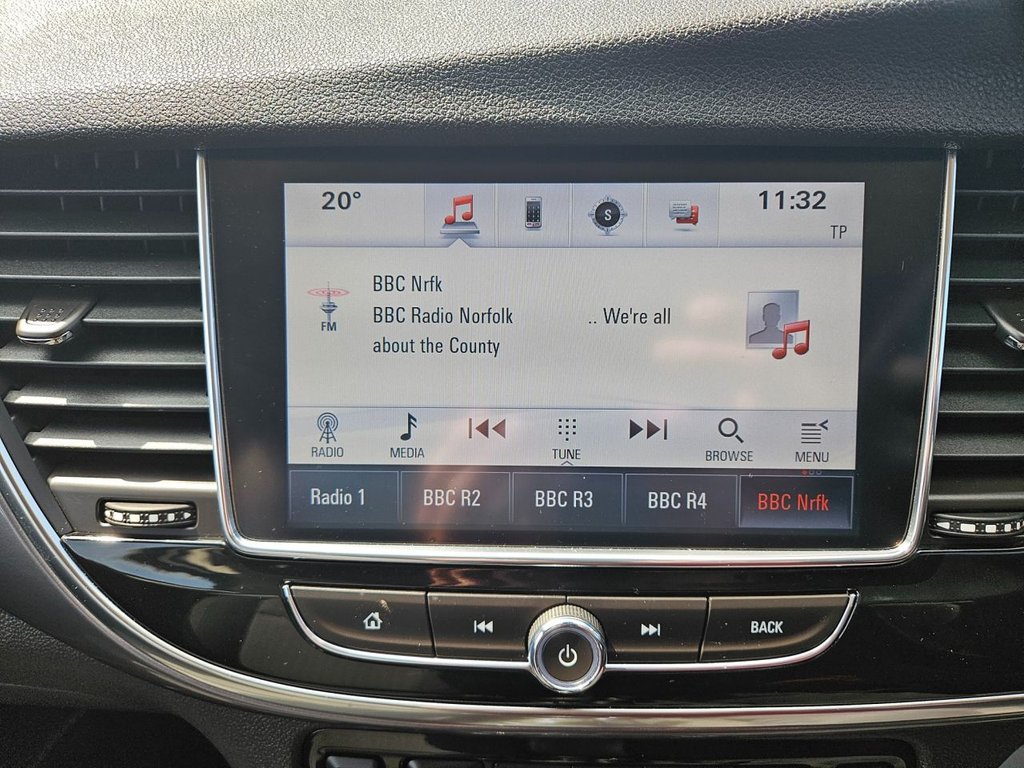 20°
S
11:32
TP
BBC Nrfk
BBC Radio Norfolk .. We're all
about the County
FM
RADIO
MEDIA
TUNE
BROWSE
MENU
Radio 1
BBC R2
BBC R3
BBC R4
BBC Nrfk
BACK